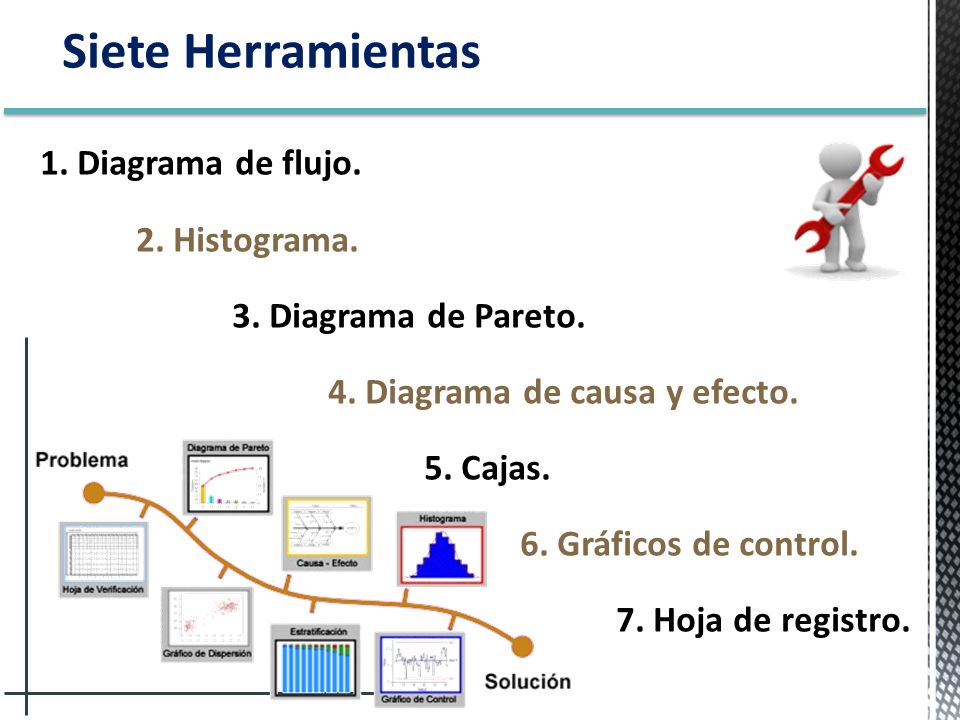 Siete Herramientas
1. Diagrama de flujo.
2. Histograma.
3. Diagrama de Pareto.
4. Diagrama de causa y efecto.
5. Cajas.
6. Gráficos de control.
7. Hoja de registro.
Problema
Diagrama de Pareto
Causa - Efecto
Histograma
Hoja de Verificación
Gráfico de Dispersión
Estratificación
Gráfico de Control
Solución